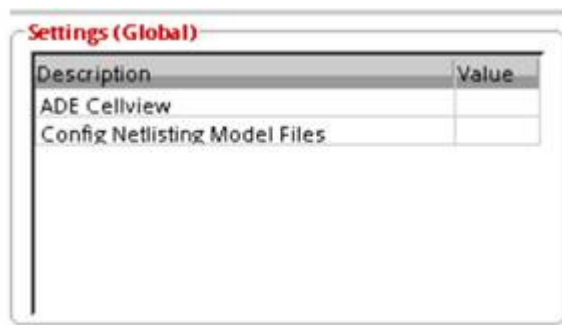 Settings (Global)
Description Value
ADE Cellview
Config Netlisting Model Files